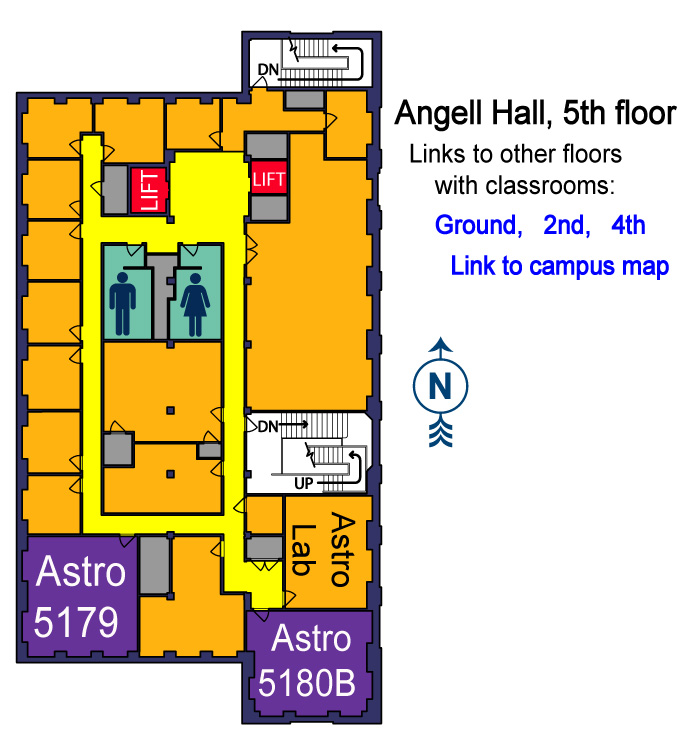 DN
Angell Hall, 5th floor
Links to other floors
with classrooms:
Ground, 2nd, 4th
Link to campus map
LIFT
LIFT
N
DN
UP
Astro
Lab
Astro
5179
Astro
5180B